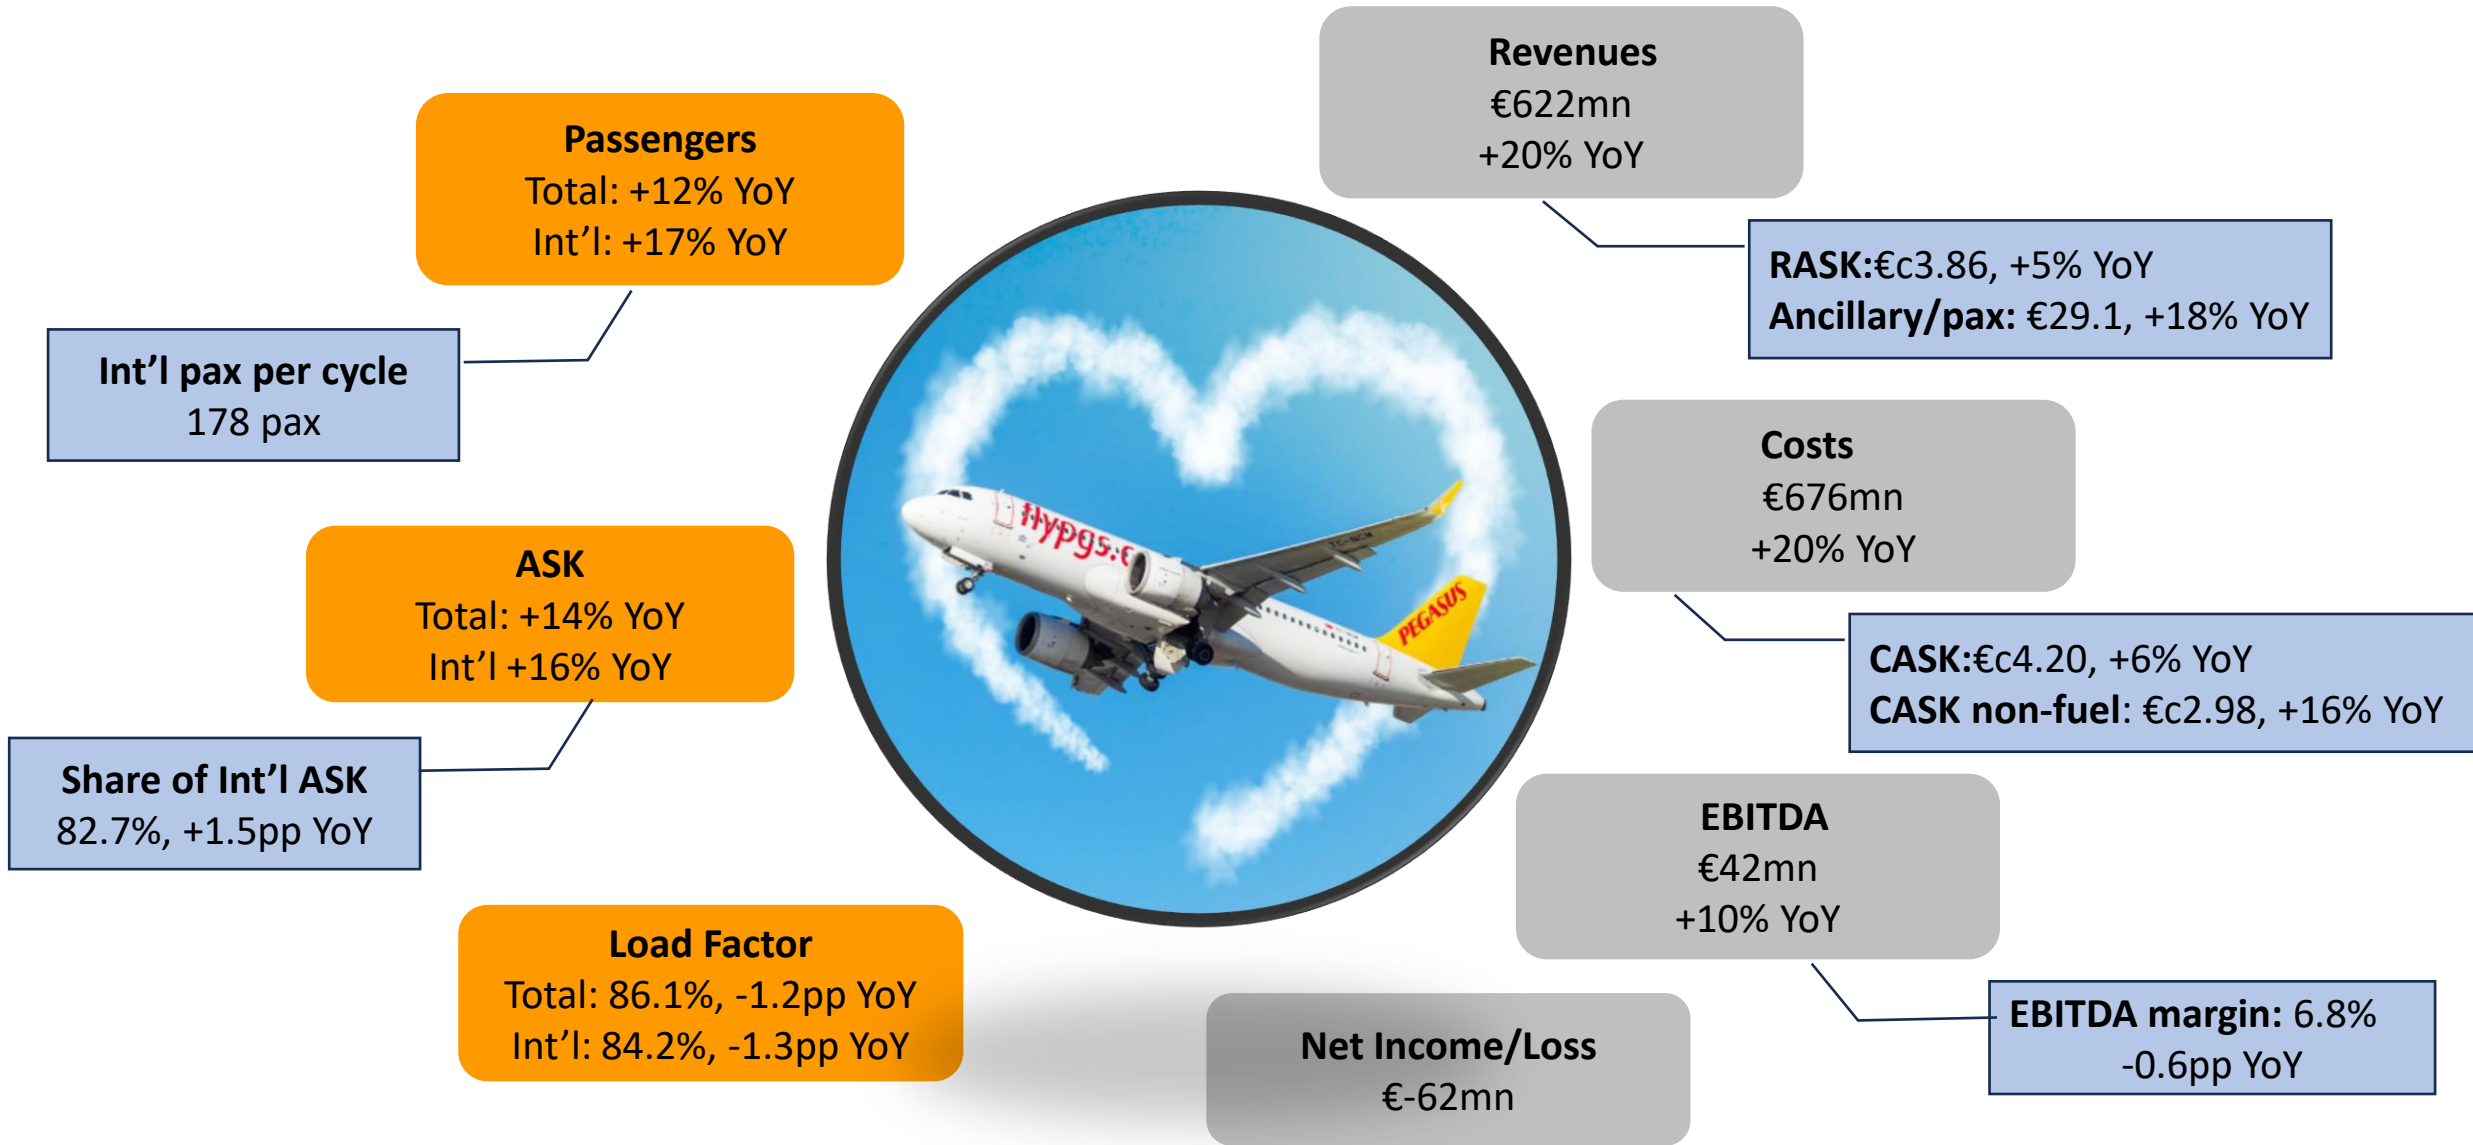 Passengers
Total: +12% YoY
Int’l: +17% YoY
Int’l pax per cycle
178 pax
ASK
Total: +14% YoY
Int’l +16% YoY
Share of Int’l ASK
82.7%, +1.5pp YoY
Load Factor
Total: 86.1%, -1.2pp YoY
Int’l: 84.2%, -1.3pp YoY
flypgs.c
TC-NCM
PEGASUS
Revenues
€622mn
+20% YoY
RASK:€c3.86, +5% YoY
Ancillary/pax: €29.1, +18% YoY
Costs
€676mn
+20% YoY
CASK:€c4.20, +6% YoY
CASK non-fuel: €c2.98, +16% YoY
EBITDA
€42mn
+10% YoY
EBITDA margin: 6.8%
-0.6pp YoY
Net Income/Loss
€-62mn